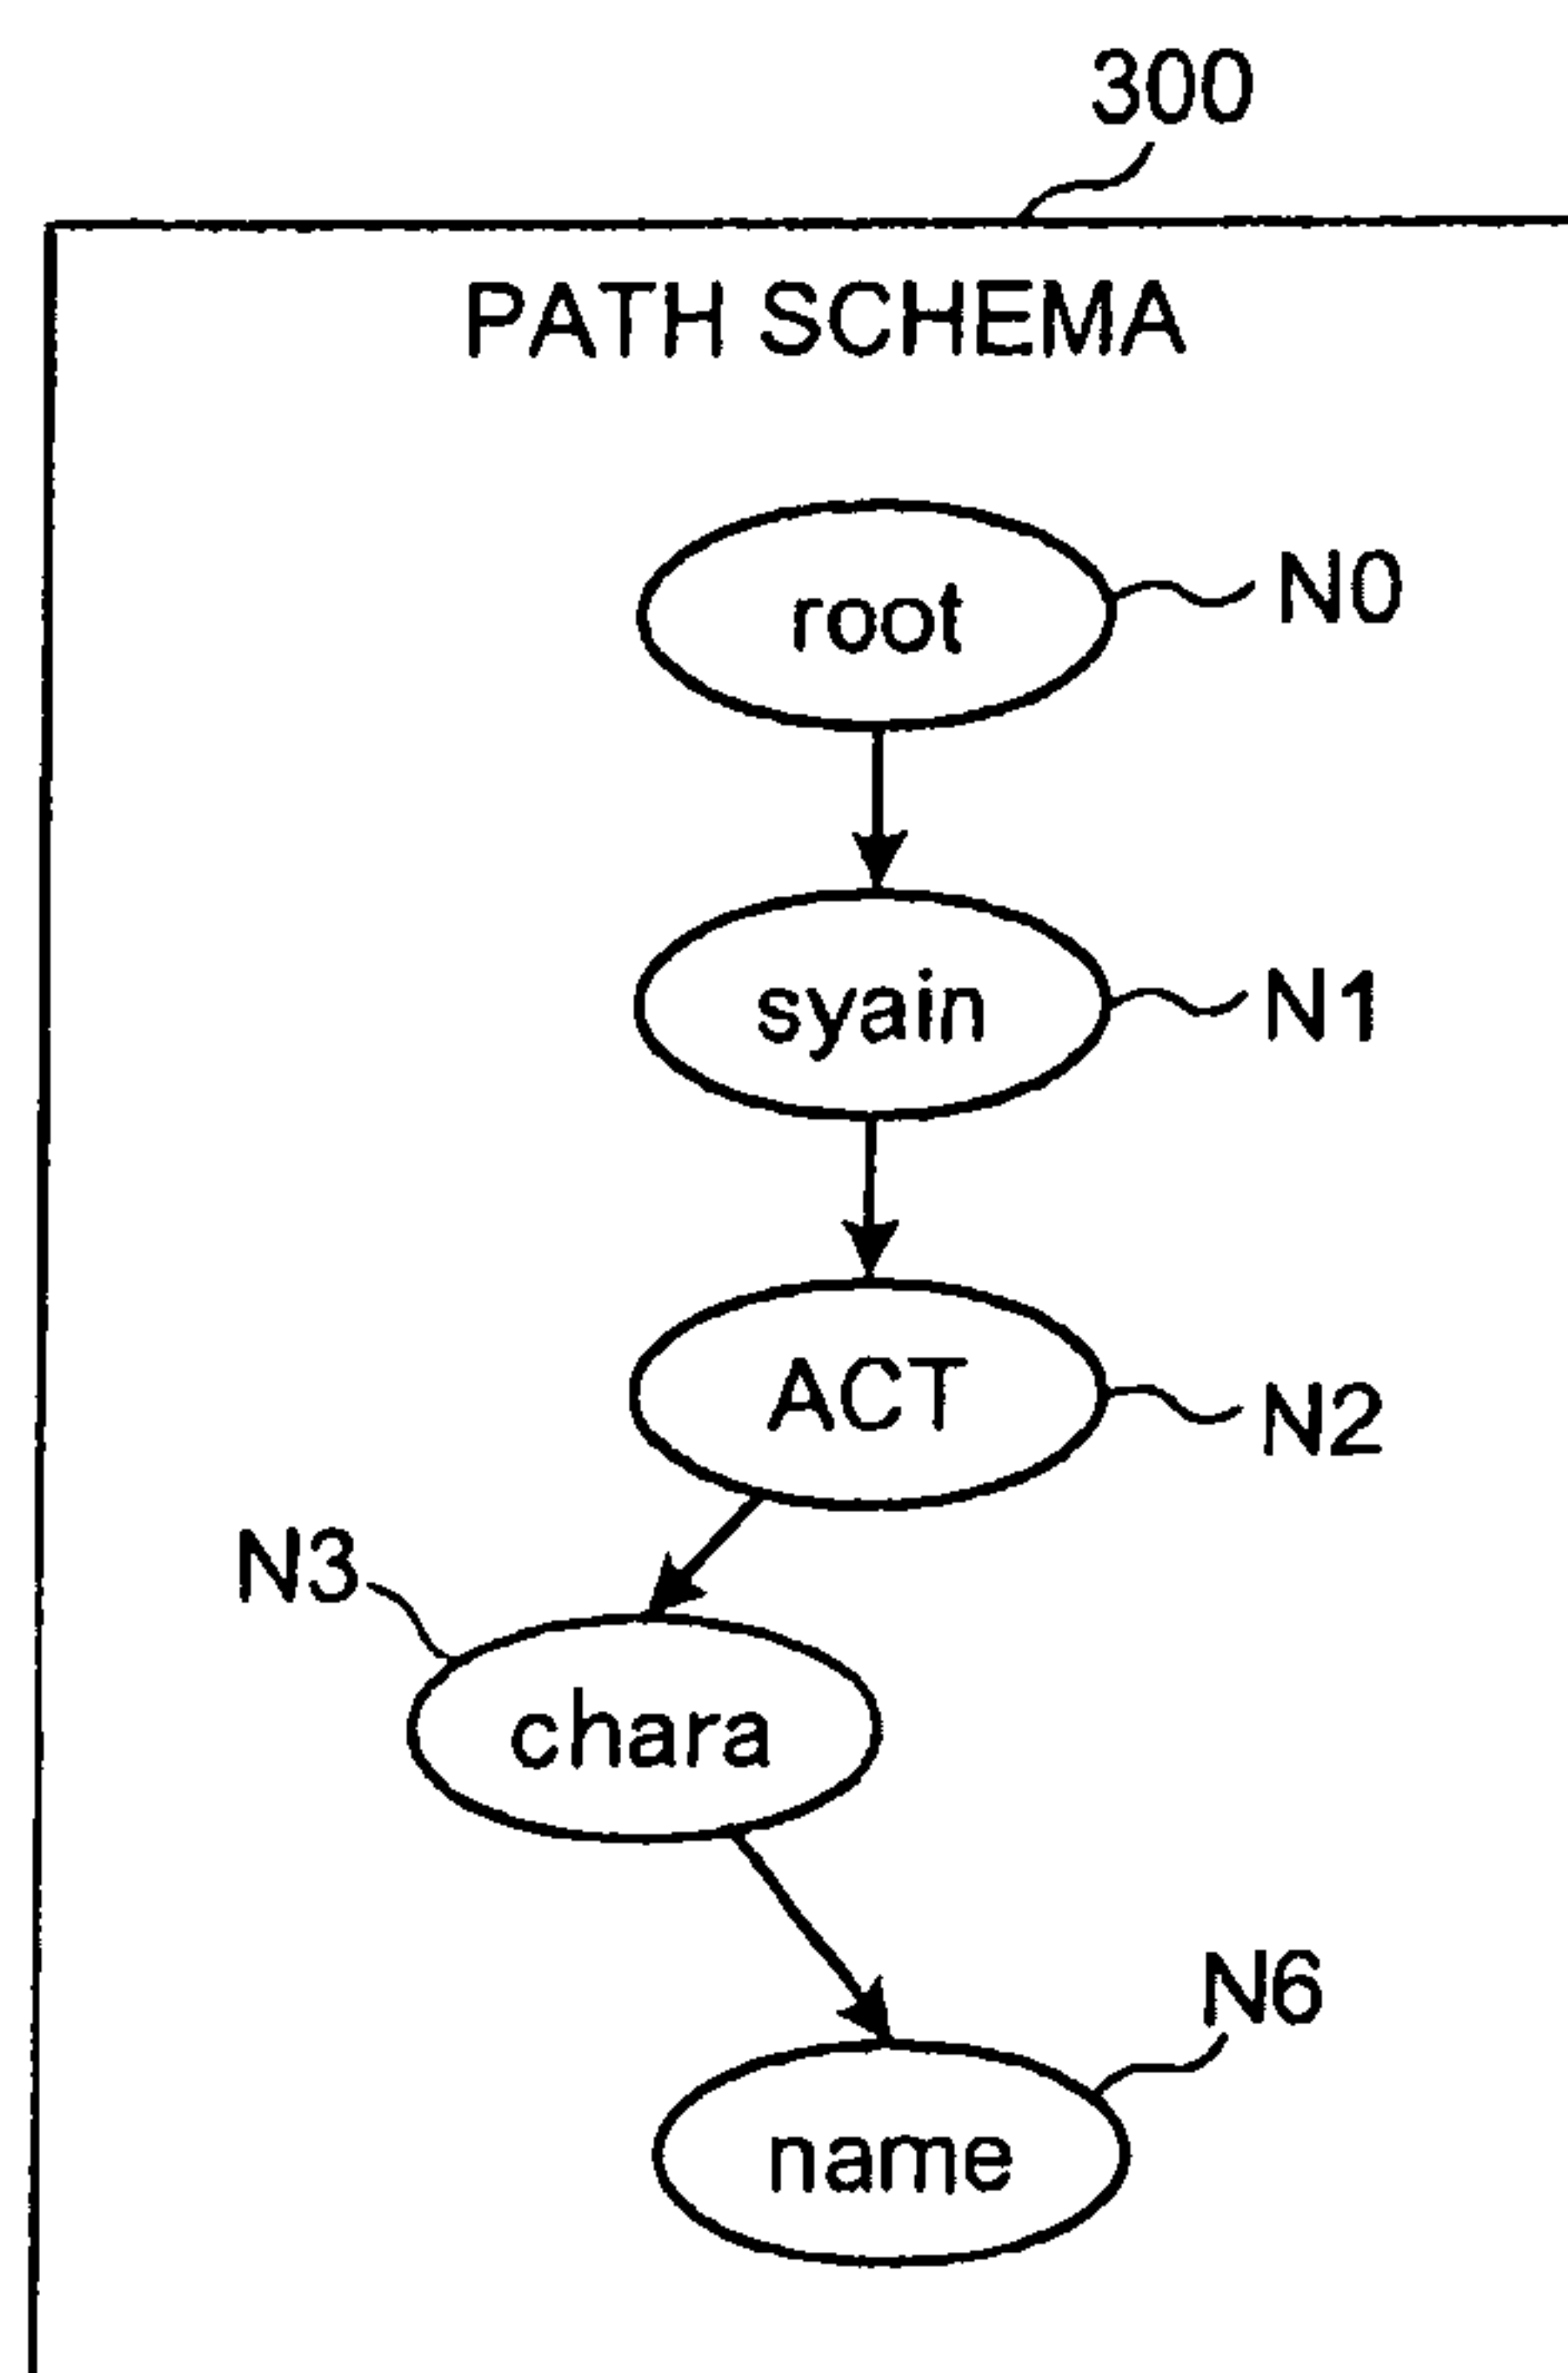 300
PATH SCHEMA
root
N0
syain
N1
ACT
N2
N3
chara
N6
name